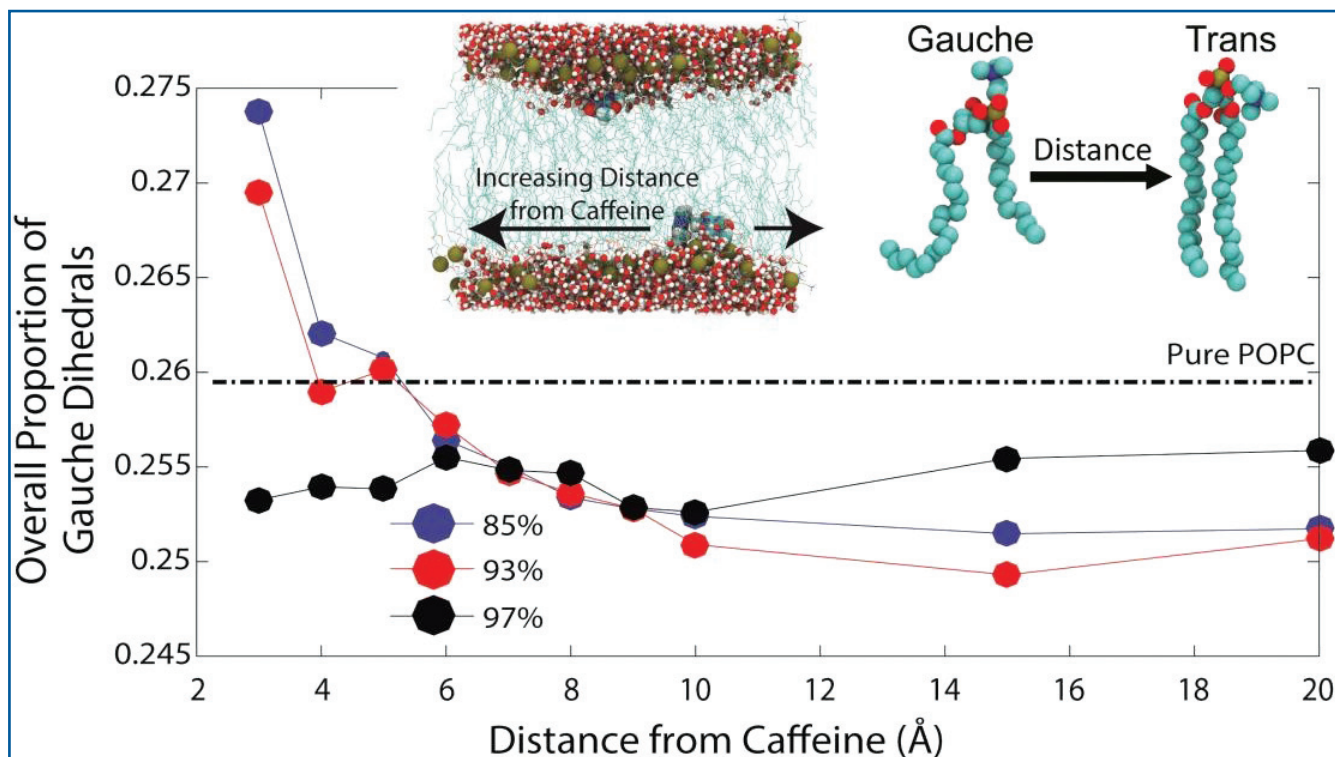 Gauche
Trans
Distance
Increasing Distance
from Caffeine
Pure POPC
85%
93%
97%
Overall Proportion of
Gauche Dihedrals
0.275
0.27
0.265
0.26
0.255
0.25
0.245
2 4 6 8 10 12 14 16 18 20
Distance from Caffeine (Å)